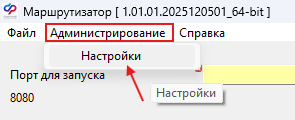 Маршрутизатор [ 1.01.01.2025120501_64-bit ]
Файл Администрирование Справка
Настройки
Порт для запуска
Настройки
8080